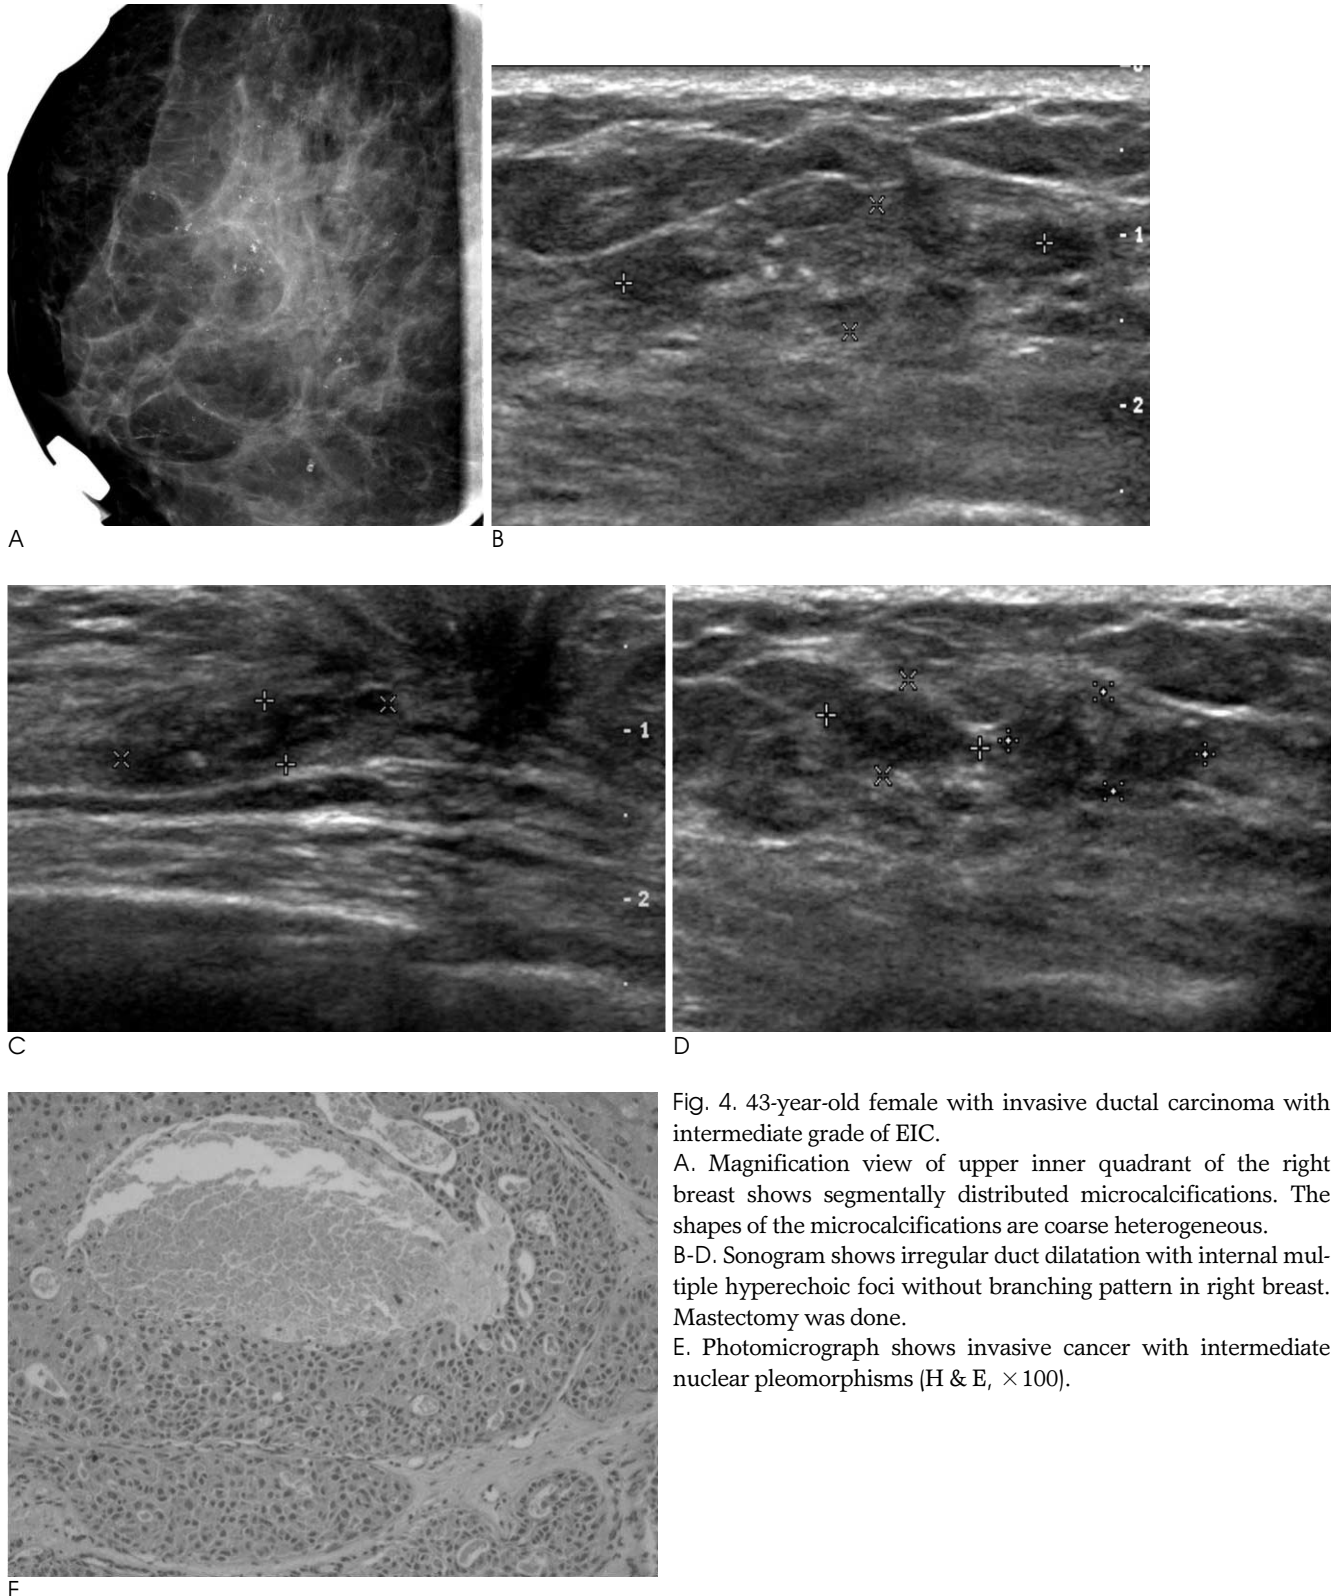 A
B
- 1
- 2
C
D
- 1
- 2
E
Fig. 4. 43-year-old female with invasive ductal carcinoma with
intermediate grade of EIC.
A. Magnification view of upper inner quadrant of the right
breast shows segmentally distributed microcalcifications. The
shapes of the microcalcifications are coarse heterogeneous.
B-D. Sonogram shows irregular duct dilatation with internal mul-
tiple hyperechoic foci without branching pattern in right breast.
Mastectomy was done.
E. Photomicrograph shows invasive cancer with intermediate
nuclear pleomorphisms (H & E, ×100).